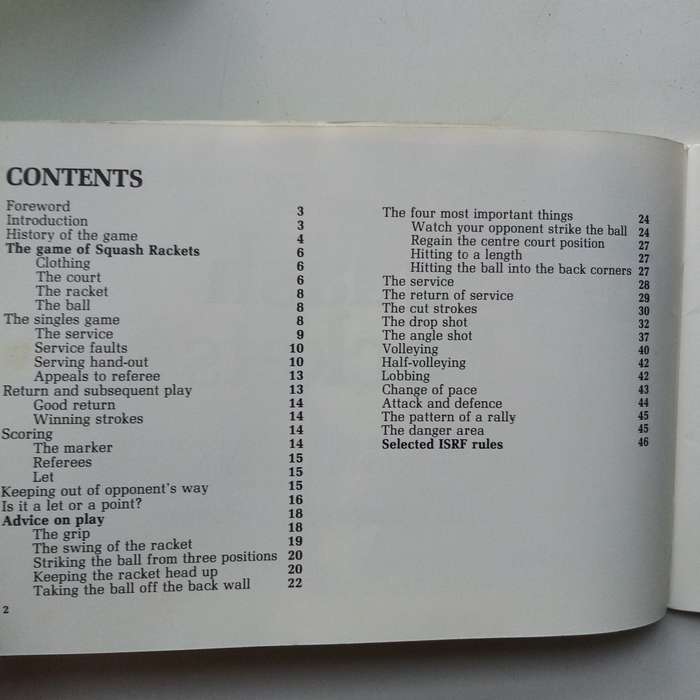 CONTENTS
Foreword 3
Introduction 3
History of the game 4
The game of Squash Rackets 6
Clothing 6
The court 6
The racket 8
The ball 8
The singles game 8
The service 9
Service faults 10
Serving hand-out 10
Appeals to referee 13
Return and subsequent play 13
Good return 14
Winning strokes 14
Scoring 14
The marker 14
Referees 15
Let 15
Keeping out of opponent's way 15
Is it a let or a point? 16
Advice on play 18
The grip 18
The swing of the racket 19
Striking the ball from three positions 20
Keeping the racket head up 20
Taking the ball off the back wall 22
2
The four most important things 24
Watch your opponent strike the ball 24
Regain the centre court position 27
Hitting to a length 27
Hitting the ball into the back corners 27
The service 28
The return of service 29
The cut strokes 30
The drop shot 32
The angle shot 37
Volleying 40
Half-volleying 42
Lobbing 42
Change of pace 43
Attack and defence 44
The pattern of a rally 45
The danger area 45
Selected ISRF rules 46